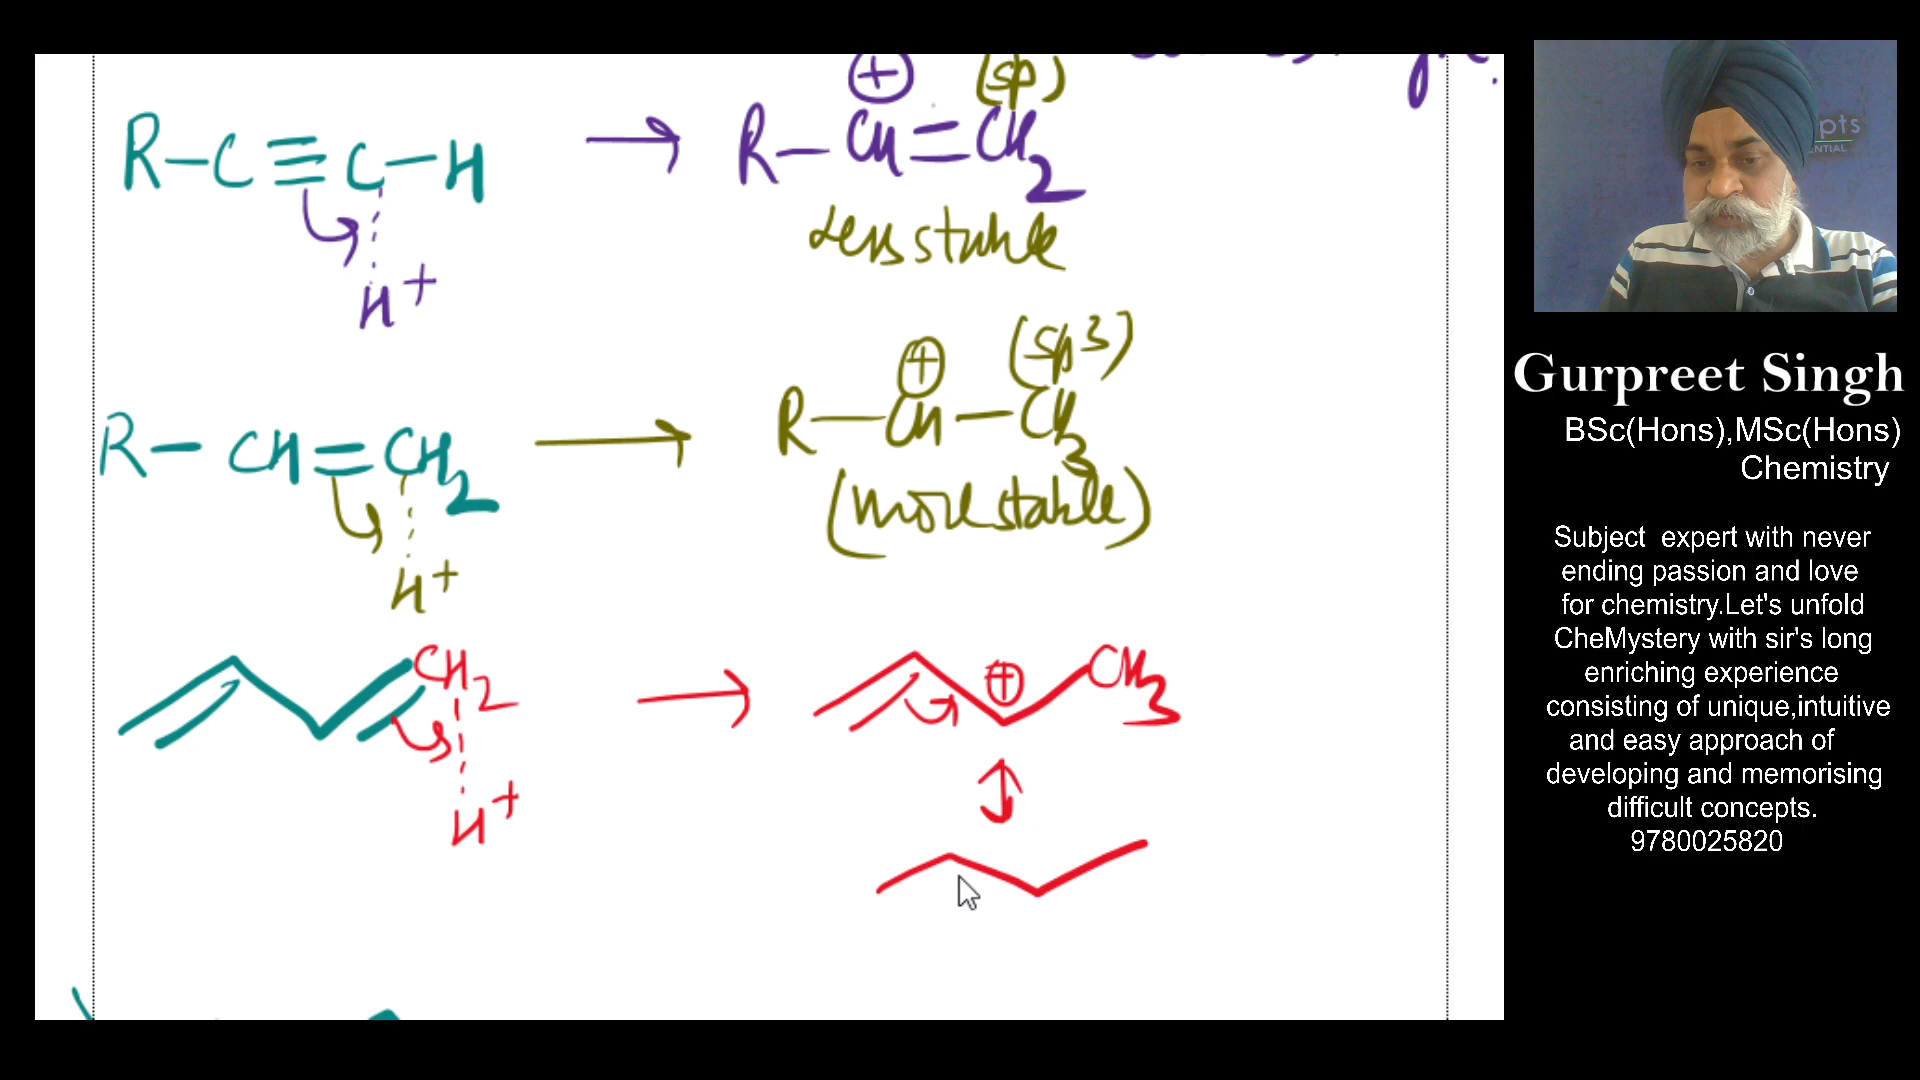 ⊕ (sp)
R—C≡C—H → R—CH=CH2
Less stable
H+
⊕ (sp3)
R—CH=CH2 → R—CH—CH3
(more stable)
H+
CH2 → ⊕ CH3
H+
pts
NTIAL
Gurpreet Singh
BSc(Hons),MSc(Hons)
Chemistry
Subject expert with never
ending passion and love
for chemistry.Let's unfold
CheMystery with sir's long
enriching experience
consisting of unique,intuitive
and easy approach of
developing and memorising
difficult concepts.
9780025820